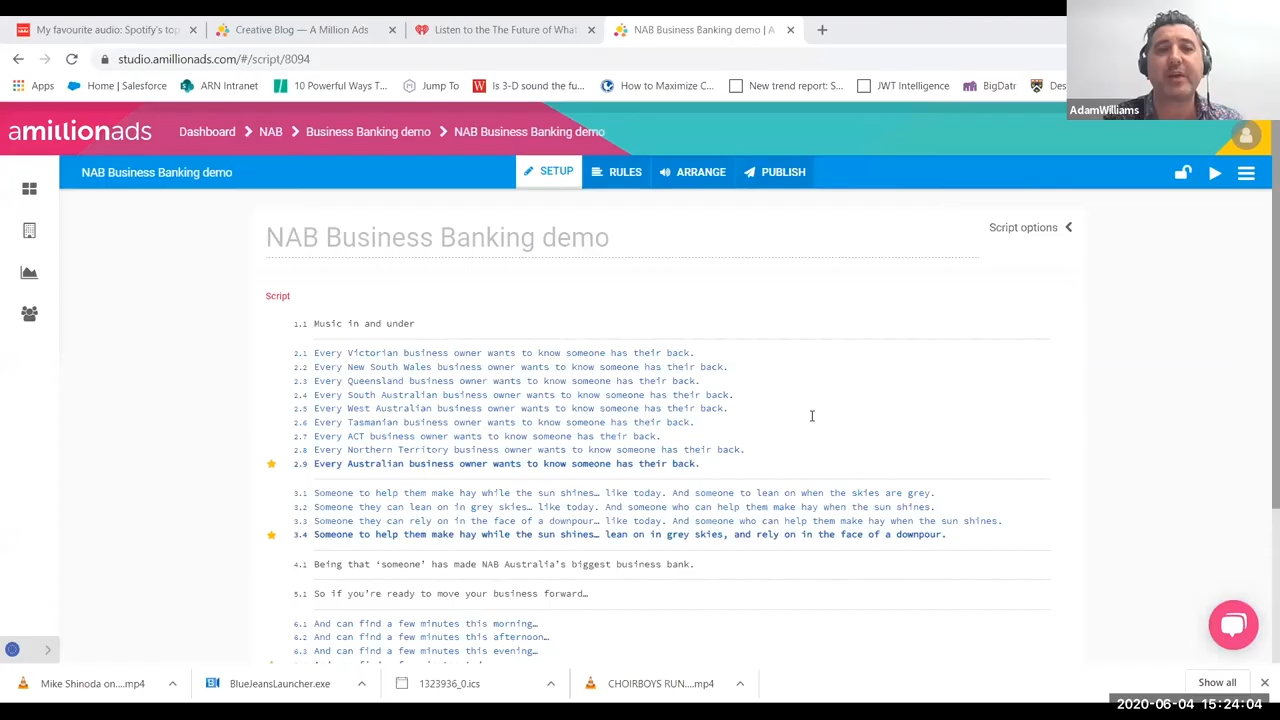 My favourite audio: Spotify's top
Creative Blog — A Million Ads
Listen to the The Future of What
NAB Business Banking demo | A
studio.amillionads.com/#/script/8094
Apps
Home | Salesforce
ARN Intranet
10 Powerful Ways T...
Jump To
Is 3-D sound the fu...
How to Maximize C...
New trend report: S...
JWT Intelligence
BigDatr
Des
AdamWilliams
amillionads
Dashboard
NAB
Business Banking demo
NAB Business Banking demo
NAB Business Banking demo
SETUP
RULES
ARRANGE
PUBLISH
NAB Business Banking demo
Script options
Script
1.1 Music in and under
2.1 Every Victorian business owner wants to know someone has their back.
2.2 Every New South Wales business owner wants to know someone has their back.
2.3 Every Queensland business owner wants to know someone has their back.
2.4 Every South Australian business owner wants to know someone has their back.
2.5 Every West Australian business owner wants to know someone has their back.
2.6 Every Tasmanian business owner wants to know someone has their back.
2.7 Every ACT business owner wants to know someone has their back.
2.8 Every Northern Territory business owner wants to know someone has their back.
2.9 Every Australian business owner wants to know someone has their back.
3.1 Someone to help them make hay while the sun shines… like today. And someone to lean on when the skies are grey.
3.2 Someone they can lean on in grey skies… like today. And someone who can help them make hay when the sun shines.
3.3 Someone they can rely on in the face of a downpour… like today. And someone who can help them make hay when the sun shines.
3.4 Someone to help them make hay while the sun shines… lean on in grey skies, and rely on in the face of a downpour.
4.1 Being that ‘someone’ has made NAB Australia’s biggest business bank.
5.1 So if you’re ready to move your business forward…
6.1 And can find a few minutes this morning…
6.2 And can find a few minutes this afternoon…
6.3 And can find a few minutes this evening…
Mike Shinoda on....mp4
BlueJeansLauncher.exe
1323936_0.ics
CHOIRBOYS RUN....mp4
Show all
2020-06-04 15:24:04